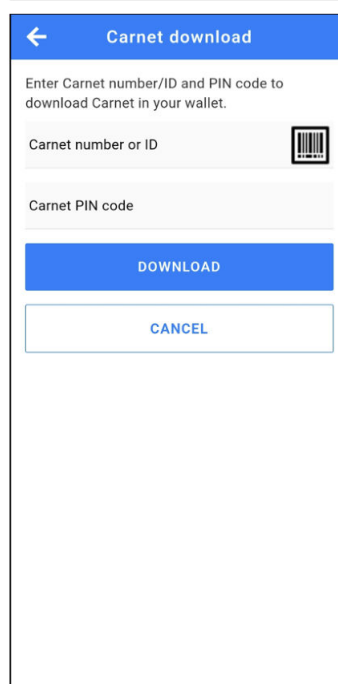 Carnet download
Enter Carnet number/ID and PIN code to
download Carnet in your wallet.
Carnet number or ID
Carnet PIN code
DOWNLOAD
CANCEL